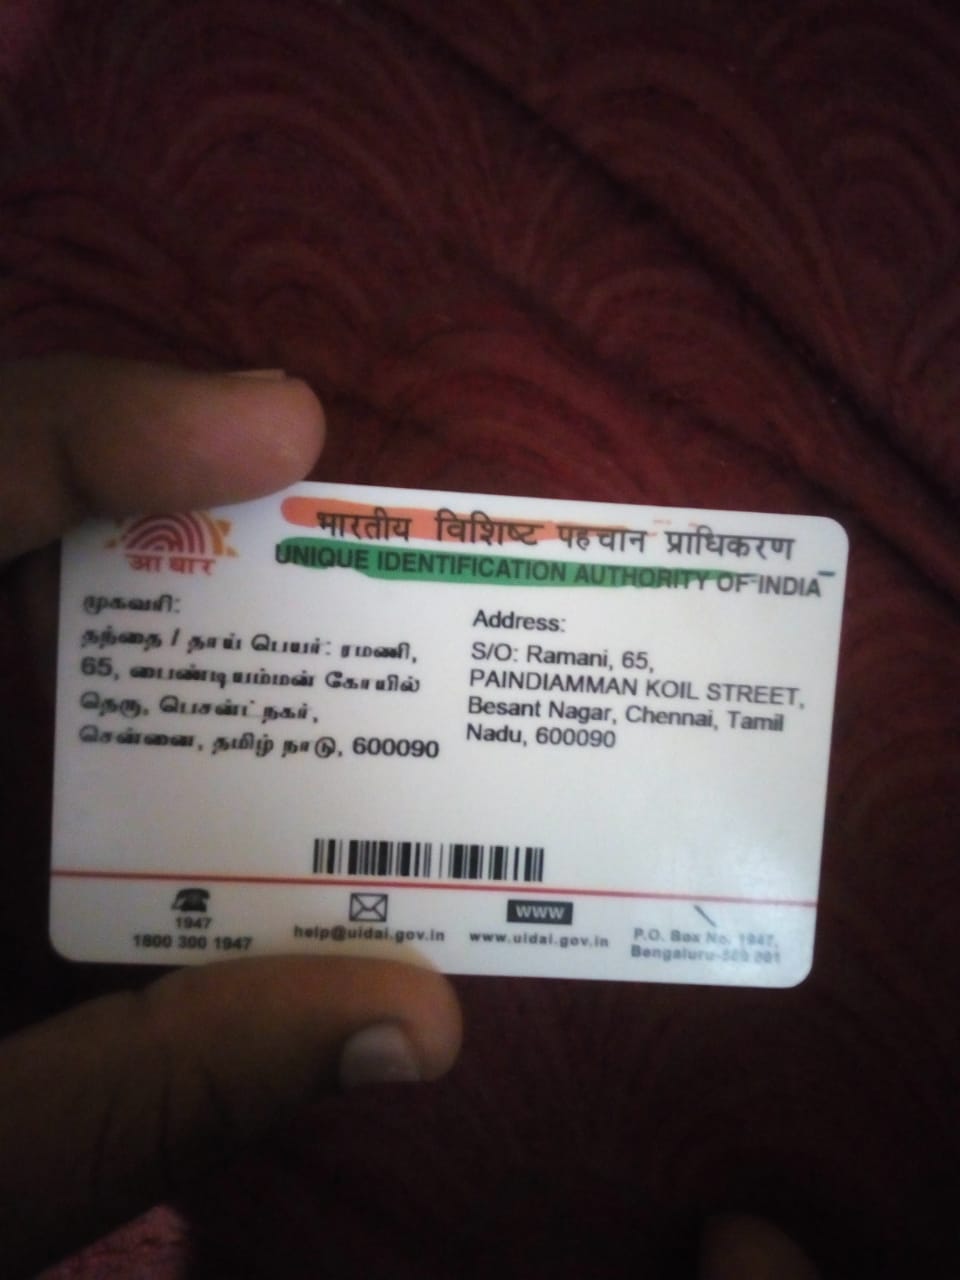 भारतीय विशिष्ट पहचान प्राधिकरण
UNIQUE IDENTIFICATION AUTHORITY OF INDIA
आधार
முகவரி:
தந்தை / தாய் பெயர்: ரமணி,
65, பைண்டியம்மன் கோயில்
தெரு, பெசன்ட் நகர்,
சென்னை, தமிழ் நாடு, 600090
Address:
S/O: Ramani, 65,
PAINDIAMMAN KOIL STREET,
Besant Nagar, Chennai, Tamil
Nadu, 600090
1947
1800 300 1947
help@uidai.gov.in
WWW
www.uidai.gov.in
P.O. Box No. 1947,
Bengaluru-